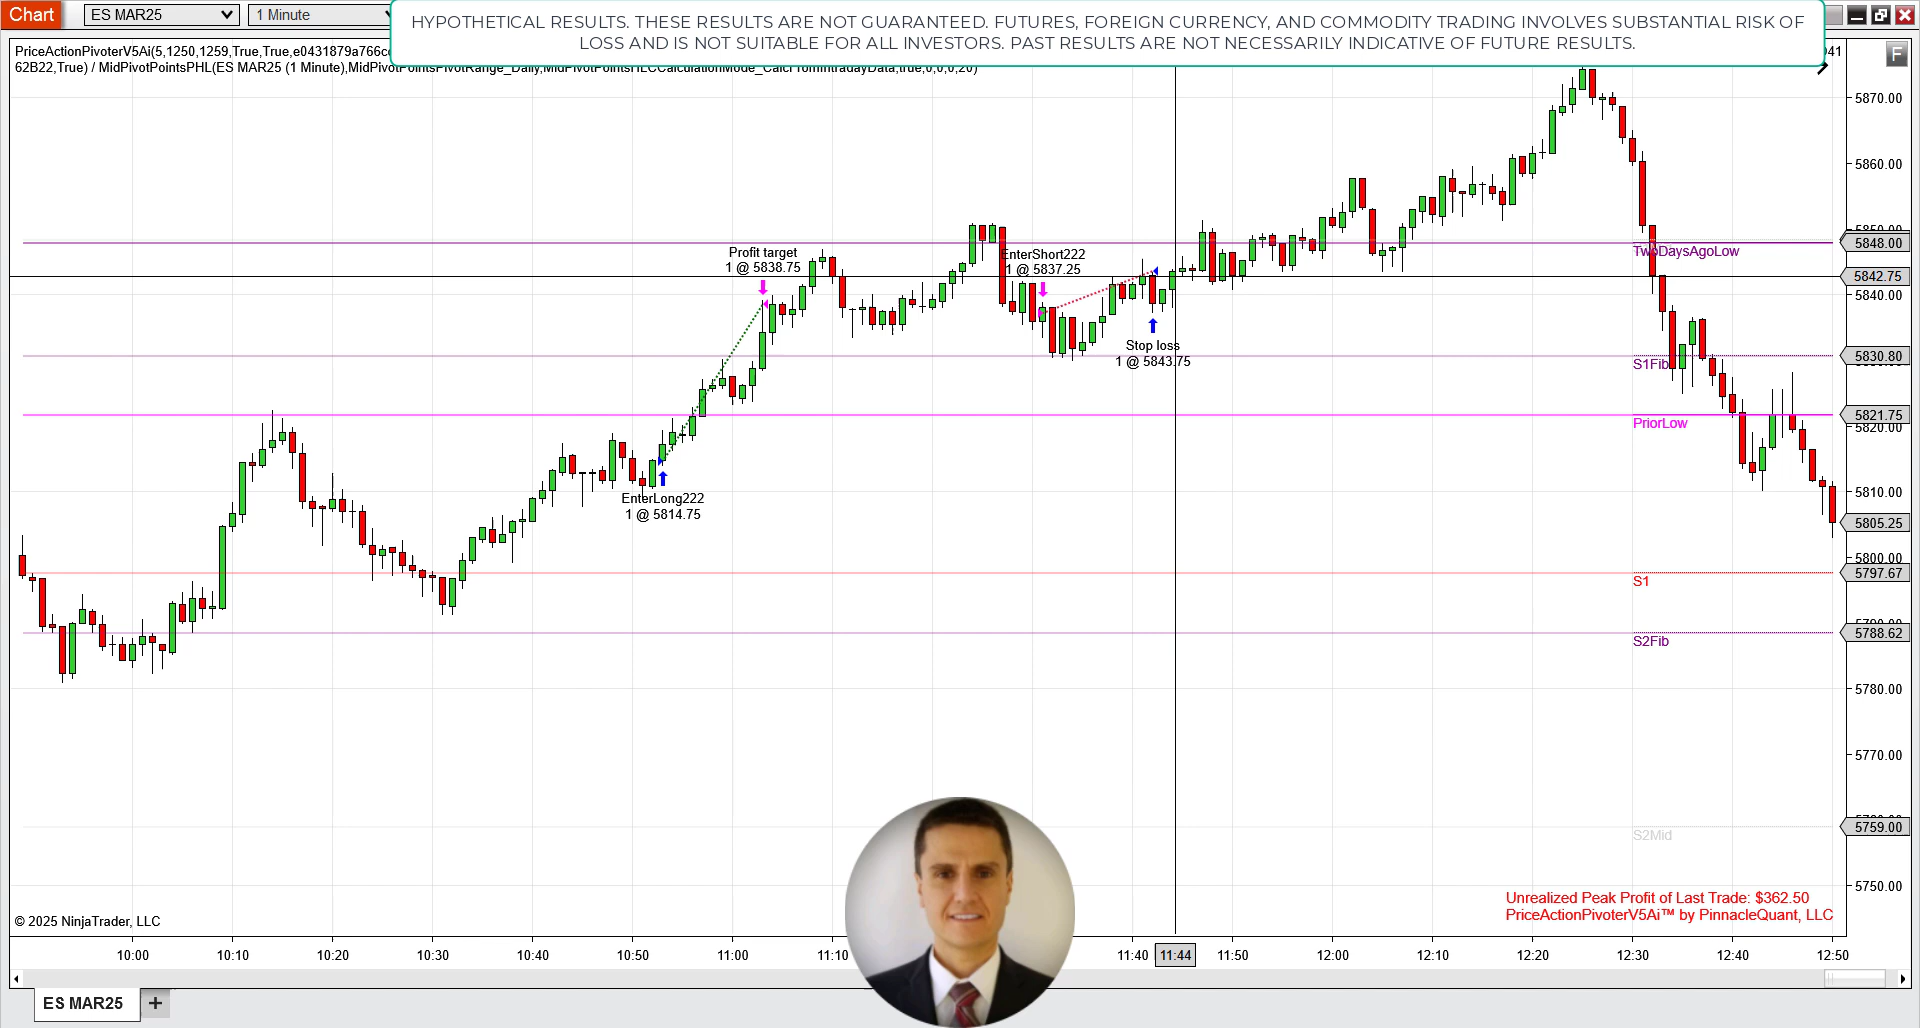 Chart
ES MAR25
1 Minute
HYPOTHETICAL RESULTS. THESE RESULTS ARE NOT GUARANTEED. FUTURES, FOREIGN CURRENCY, AND COMMODITY TRADING INVOLVES SUBSTANTIAL RISK OF
LOSS AND IS NOT SUITABLE FOR ALL INVESTORS. PAST RESULTS ARE NOT NECESSARILY INDICATIVE OF FUTURE RESULTS.
PriceActionPivoterV5Ai(5,1250,1259,True,True,e0431879a766c
41
F
62B22,True) / MidPivotPointsPHL(ES MAR25 (1 Minute),MidPivotPointsPivotRange_Daily,MidPivotPointsHLCCalculationMode_CalcFromIntradayData,true,0,0,0,20)
5870.00
5860.00
5850.00
5848.00
TwoDaysAgoLow
Profit target
1 @ 5838.75
EnterShort222
1 @ 5837.25
5842.75
5840.00
Stop loss
1 @ 5843.75
5830.80
S1Fib
5821.75
PriorLow
5820.00
EnterLong222
1 @ 5814.75
5810.00
5805.25
5800.00
5797.67
S1
5788.62
S2Fib
5780.00
5770.00
5759.00
S2Mid
5750.00
Unrealized Peak Profit of Last Trade: $362.50
PriceActionPivoterV5Ai™ by PinnacleQuant, LLC
© 2025 NinjaTrader, LLC
10:00
10:10
10:20
10:30
10:40
10:50
11:00
11:10
11:40
11:44
11:50
12:00
12:10
12:20
12:30
12:40
12:50
ES MAR25
+